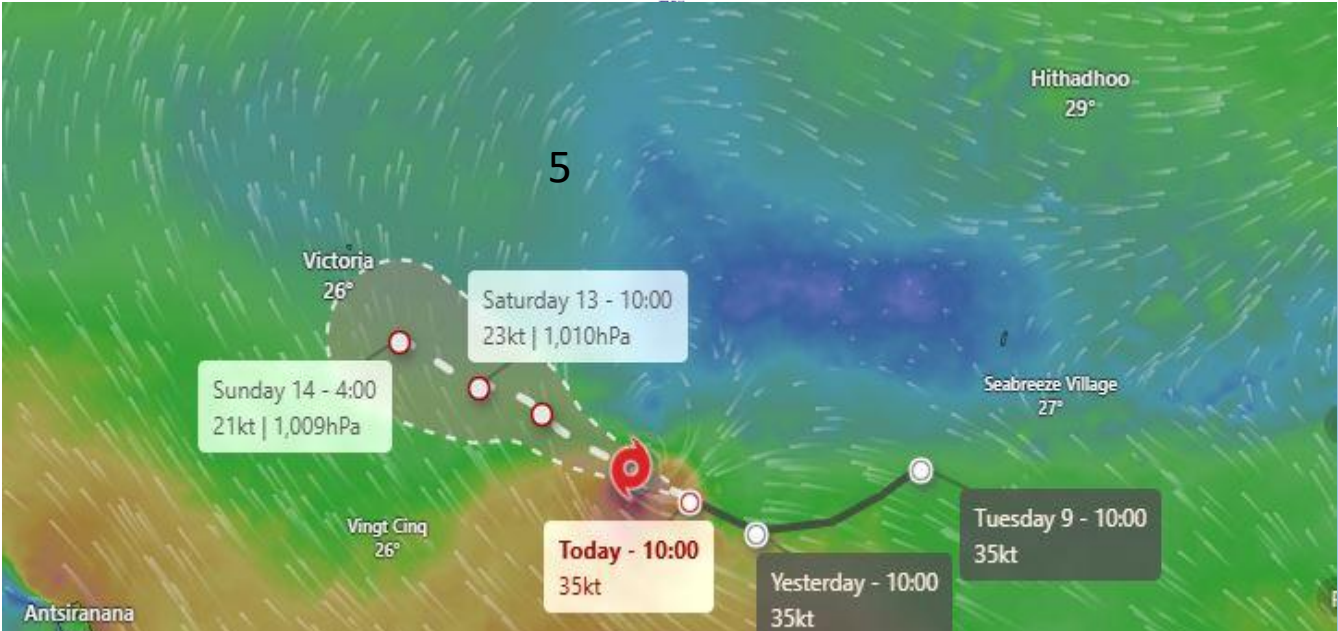 Hithadhoo
29°
5
Victoria
26°
Saturday 13 - 10:00
23kt | 1,010hPa
Sunday 14 - 4:00
21kt | 1,009hPa
Seabreeze Village
27°
Vingt Cinq
26°
Today - 10:00
35kt
Tuesday 9 - 10:00
35kt
Yesterday - 10:00
35kt
Antsiranana